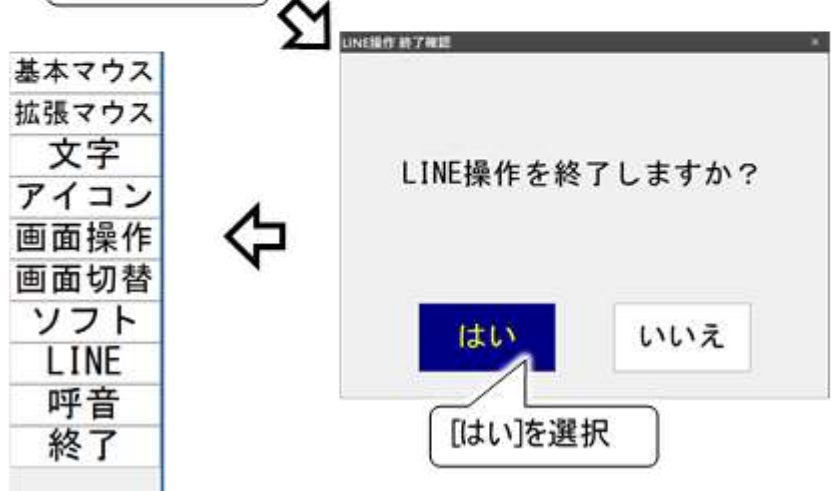 LINE操作 終了確認
LINE操作を終了しますか？
はい
いいえ
[はい]を選択
基本マウス
拡張マウス
文字
アイコン
画面操作
画面切替
ソフト
LINE
呼音
終了